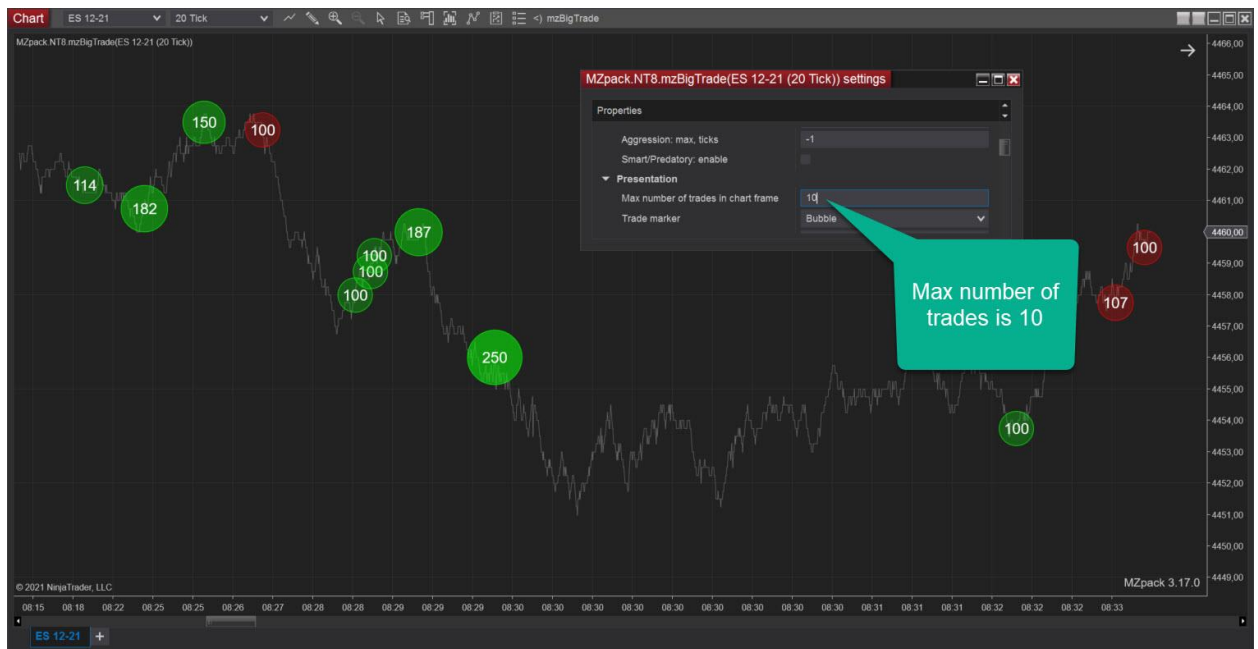 Chart ES 12-21 20 Tick <) mzBigTrade
MZpack.NT8.mzBigTrade(ES 12-21 (20 Tick))
4466,00
4465,00
4464,00
4463,00
4462,00
4461,00
4460,00
4459,00
4458,00
4457,00
4456,00
4455,00
4454,00
4453,00
4452,00
4451,00
4450,00
4449,00
MZpack.NT8.mzBigTrade(ES 12-21 (20 Tick)) settings
Properties
Aggression: max, ticks -1
Smart/Predatory: enable
Presentation
Max number of trades in chart frame 10
Trade marker Bubble
Max number of
trades is 10
114
182
150
100
100
100
100
187
250
100
107
100
© 2021 NinjaTrader, LLC
MZpack 3.17.0
08:15 08:18 08:22 08:25 08:25 08:26 08:27 08:28 08:28 08:29 08:29 08:29 08:30 08:30 08:30 08:30 08:30 08:30 08:30 08:30 08:30 08:31 08:31 08:31 08:32 08:32 08:32 08:33
ES 12-21 +